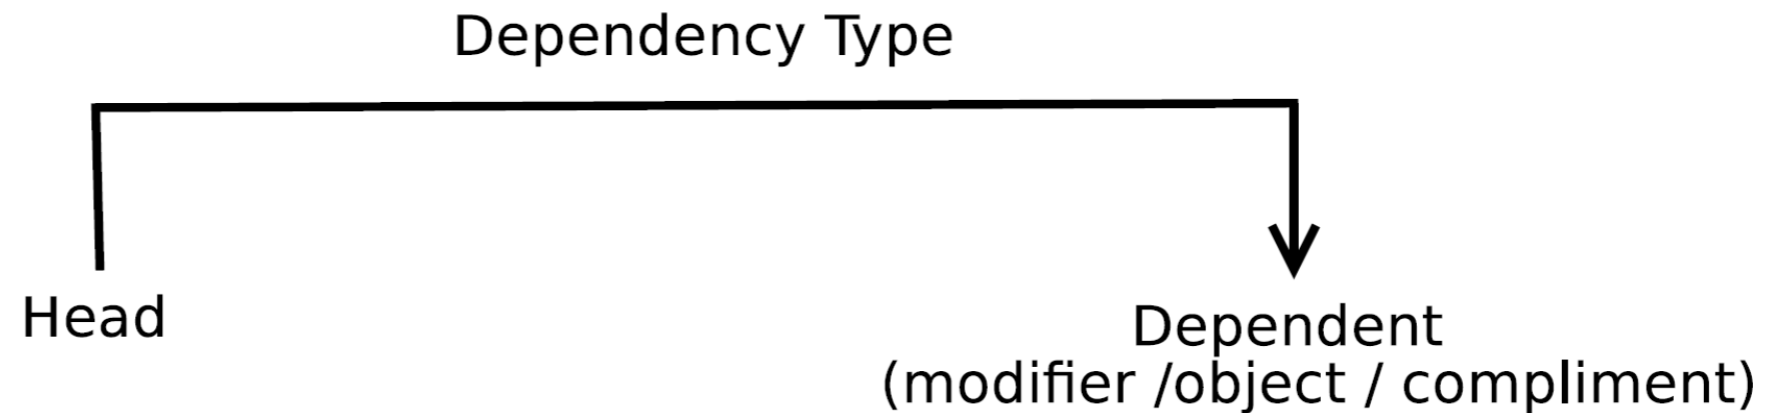 Dependency Type
Head
Dependent
(modifier /object / compliment)